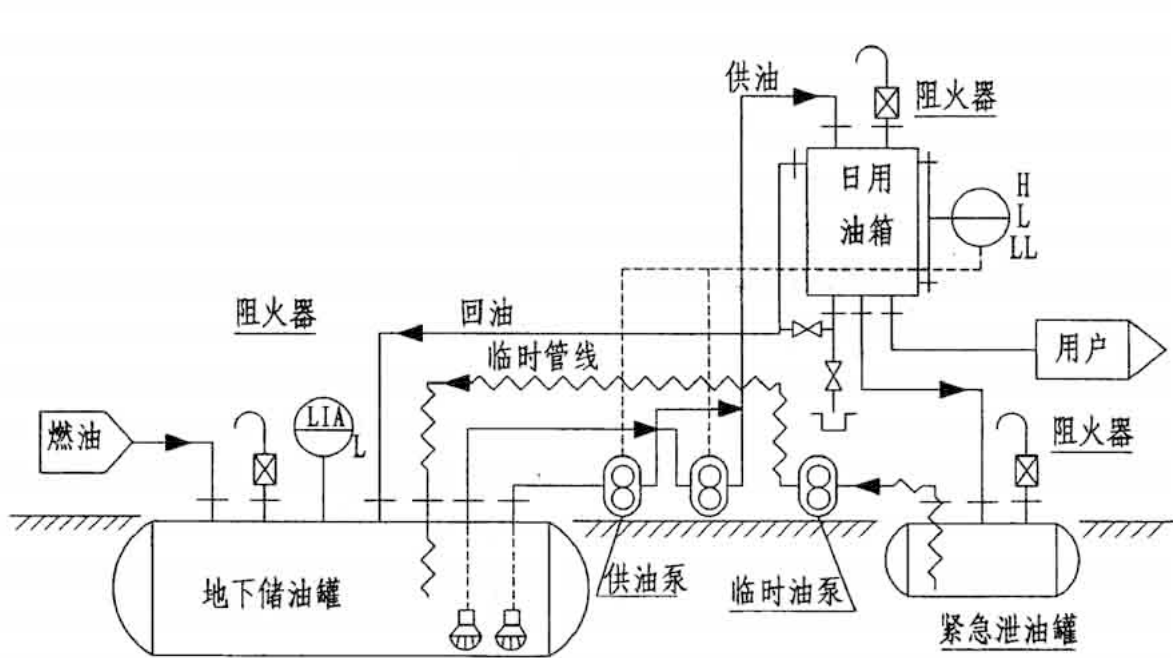 供油
阻火器
日用
油箱
H
L
LL
阻火器
回油
临时管线
用户
燃油
LIA
L
阻火器
地下储油罐
供油泵
临时油泵
紧急泄油罐